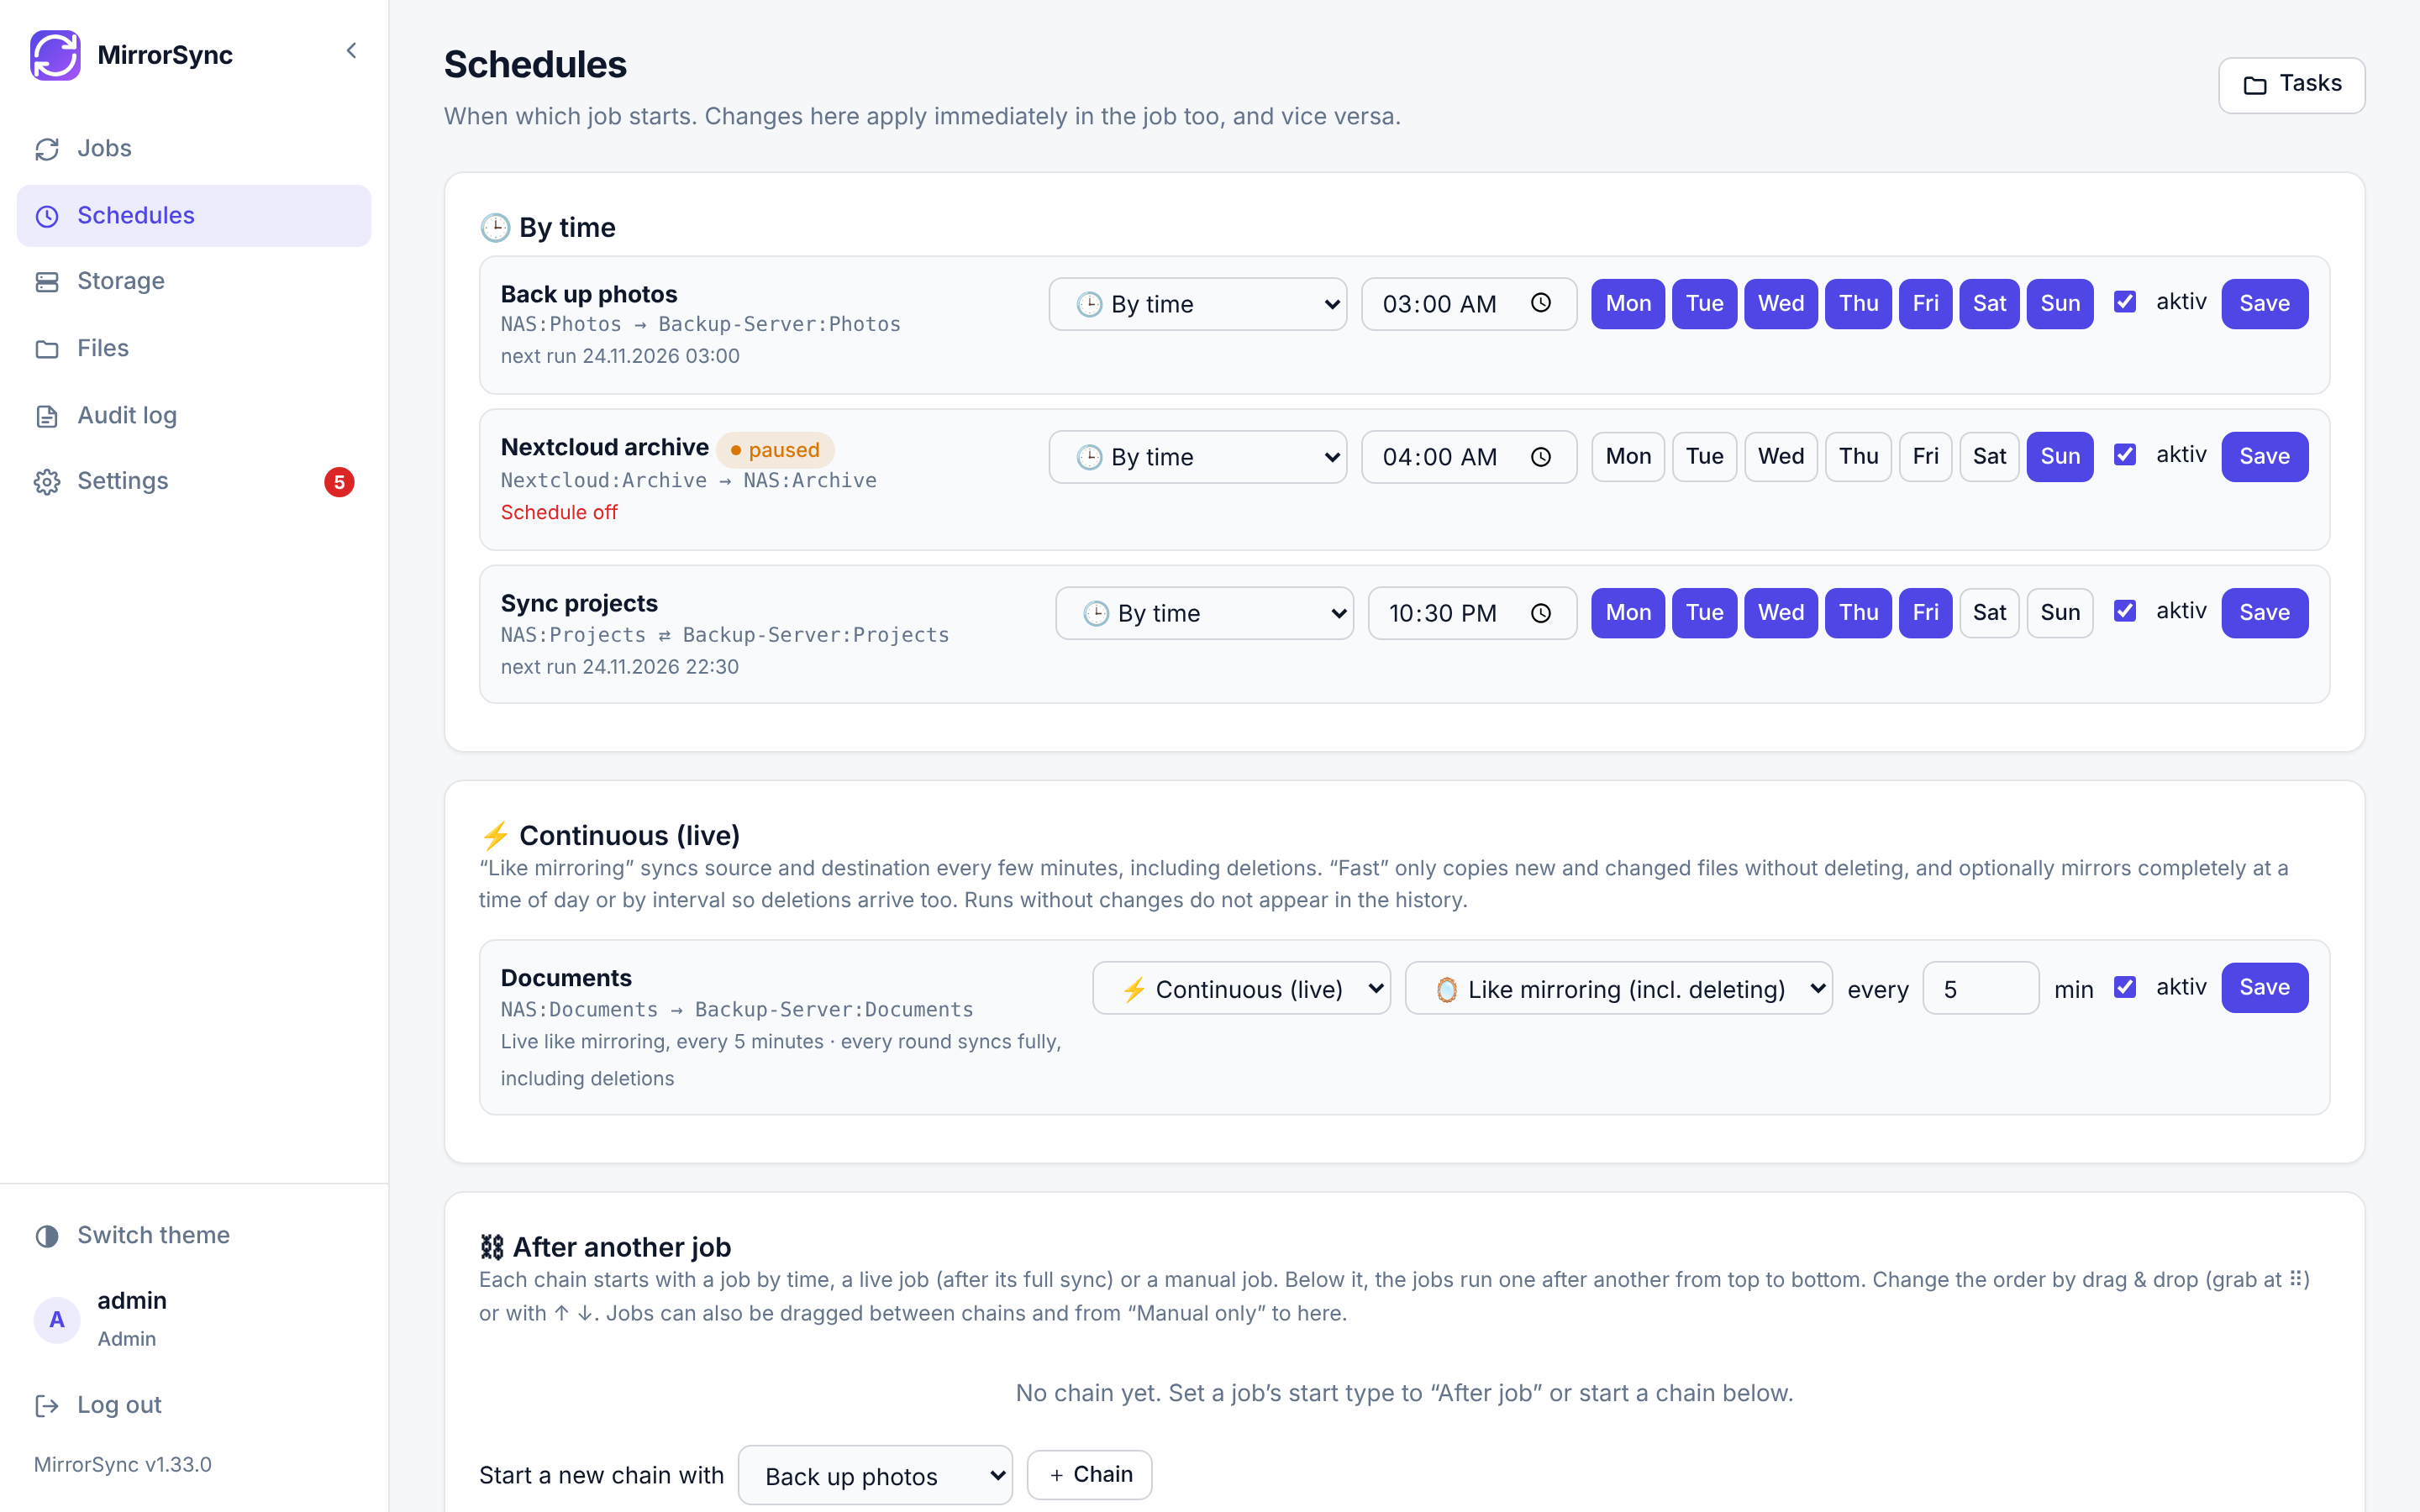 MirrorSync
Jobs
Schedules
Storage
Files
Audit log
Settings
5
Switch theme
A
admin
Admin
Log out
MirrorSync v1.33.0
Schedules
When which job starts. Changes here apply immediately in the job too, and vice versa.
Tasks
By time
Back up photos
NAS:Photos → Backup-Server:Photos
next run 24.11.2026 03:00
By time 03:00 AM Mon Tue Wed Thu Fri Sat Sun aktiv Save
Nextcloud archive paused
Nextcloud:Archive → NAS:Archive
Schedule off
By time 04:00 AM Mon Tue Wed Thu Fri Sat Sun aktiv Save
Sync projects
NAS:Projects ⇄ Backup-Server:Projects
next run 24.11.2026 22:30
By time 10:30 PM Mon Tue Wed Thu Fri Sat Sun aktiv Save
⚡ Continuous (live)
“Like mirroring” syncs source and destination every few minutes, including deletions. “Fast” only copies new and changed files without deleting, and optionally mirrors completely at a
time of day or by interval so deletions arrive too. Runs without changes do not appear in the history.
Documents
NAS:Documents → Backup-Server:Documents
Live like mirroring, every 5 minutes · every round syncs fully,
including deletions
⚡ Continuous (live) Like mirroring (incl. deleting) every 5 min aktiv Save
After another job
Each chain starts with a job by time, a live job (after its full sync) or a manual job. Below it, the jobs run one after another from top to bottom. Change the order by drag & drop (grab at ⠿)
or with ↑ ↓. Jobs can also be dragged between chains and from “Manual only” to here.
No chain yet. Set a job’s start type to “After job” or start a chain below.
Start a new chain with Back up photos + Chain